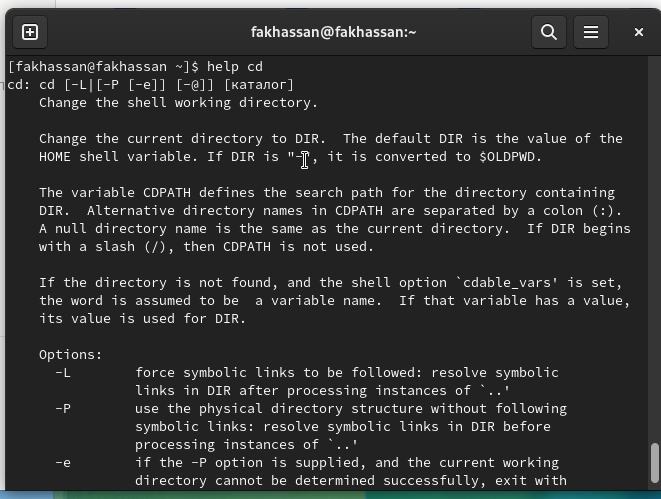 fakhassan@fakhassan:~
[fakhassan@fakhassan ~]$ help cd
cd: cd [-L|[-P [-e]] [-@]] [каталог]
Change the shell working directory.
Change the current directory to DIR.  The default DIR is the value of the
HOME shell variable. If DIR is "-", it is converted to $OLDPWD.
The variable CDPATH defines the search path for the directory containing
DIR.  Alternative directory names in CDPATH are separated by a colon (:).
A null directory name is the same as the current directory.  If DIR begins
with a slash (/), then CDPATH is not used.
If the directory is not found, and the shell option `cdable_vars' is set,
the word is assumed to be  a variable name.  If that variable has a value,
its value is used for DIR.
Options:
-L        force symbolic links to be followed: resolve symbolic
links in DIR after processing instances of `..'
-P        use the physical directory structure without following
symbolic links: resolve symbolic links in DIR before
processing instances of `..'
-e        if the -P option is supplied, and the current working
directory cannot be determined successfully, exit with